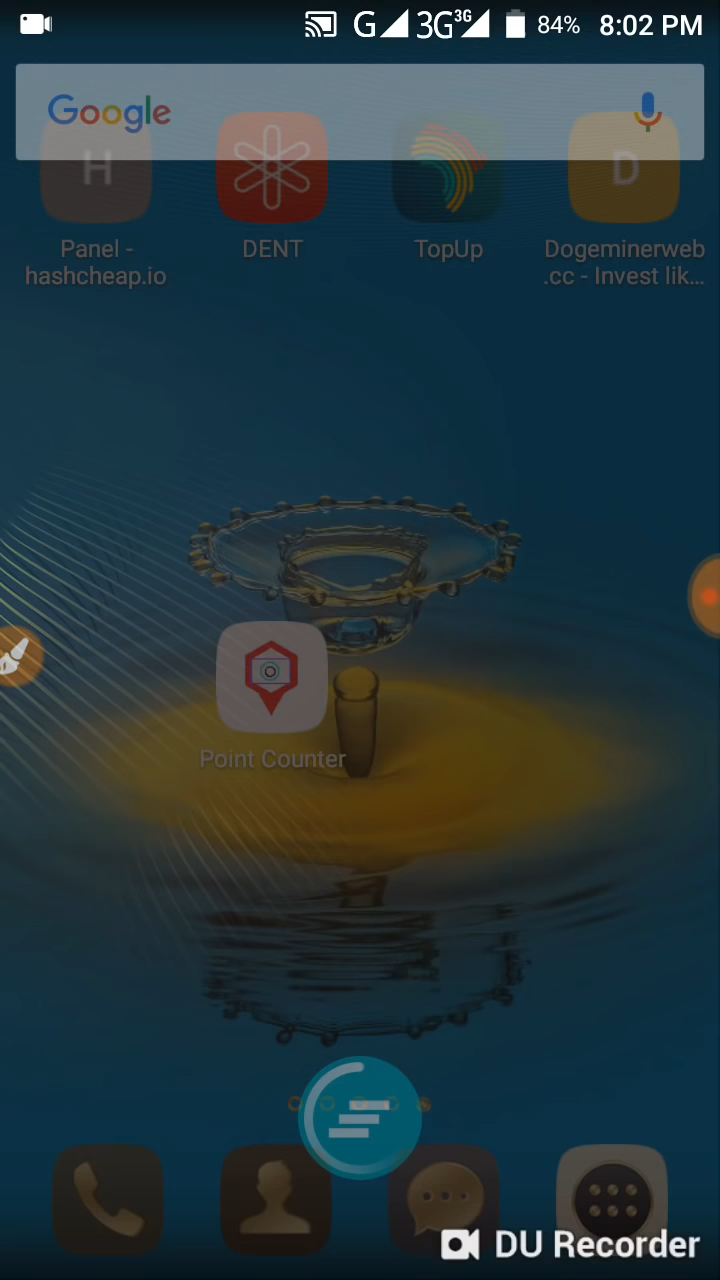 G 3G 3G 84% 8:02 PM
Google
H
D
Panel -
hashcheap.io
DENT
TopUp
Dogeminerweb
.cc - Invest lik...
Point Counter
DU Recorder